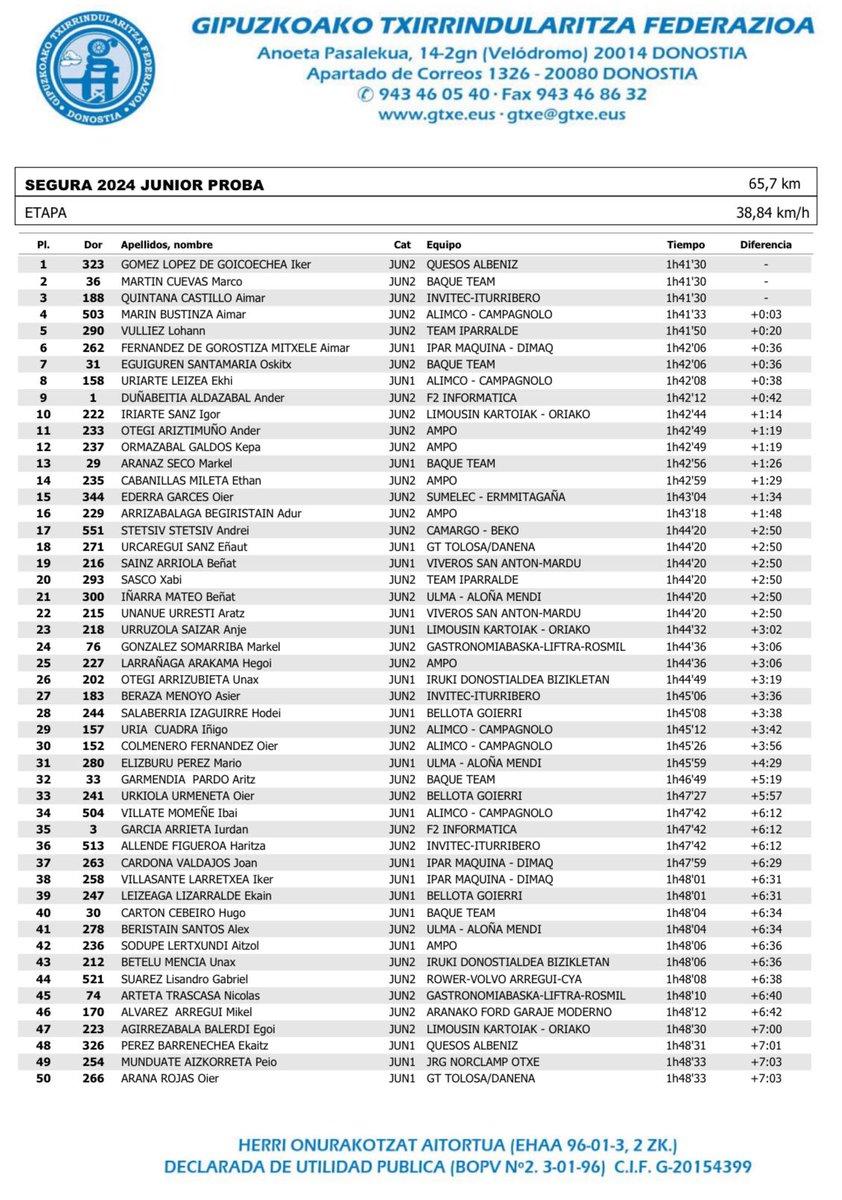 GIPUZKOAKO TXIRRINDULARITZA FEDERAZIOA · DONOSTIA ·
GIPUZKOAKO TXIRRINDULARITZA FEDERAZIOA
Anoeta Pasalekua, 14-2gn (Velódromo) 20014 DONOSTIA
Apartado de Correos 1326 - 20080 DONOSTIA
✆ 943 46 05 40 · Fax 943 46 86 32
www.gtxe.eus · gtxe@gtxe.eus
SEGURA 2024 JUNIOR PROBA 65,7 km
ETAPA 38,84 km/h
Pl. Dor Apellidos, nombre Cat Equipo Tiempo Diferencia
1 323 GOMEZ LOPEZ DE GOICOECHEA Iker JUN2 QUESOS ALBENIZ 1h41'30 -
2 36 MARTIN CUEVAS Marco JUN2 BAQUE TEAM 1h41'30 -
3 188 QUINTANA CASTILLO Aimar JUN2 INVITEC-ITURRIBERO 1h41'30 -
4 503 MARIN BUSTINZA Aimar JUN2 ALIMCO - CAMPAGNOLO 1h41'33 +0:03
5 290 VULLIEZ Lohann JUN2 TEAM IPARRALDE 1h41'50 +0:20
6 262 FERNANDEZ DE GOROSTIZA MITXELE Aimar JUN1 IPAR MAQUINA - DIMAQ 1h42'06 +0:36
7 31 EGUIGUREN SANTAMARIA Oskitx JUN2 BAQUE TEAM 1h42'06 +0:36
8 158 URIARTE LEIZEA Ekhi JUN1 ALIMCO - CAMPAGNOLO 1h42'08 +0:38
9 1 DUÑABEITIA ALDAZABAL Ander JUN2 F2 INFORMATICA 1h42'12 +0:42
10 222 IRIARTE SANZ Igor JUN2 LIMOUSIN KARTOIAK - ORIAKO 1h42'44 +1:14
11 233 OTEGI ARIZTIMUÑO Ander JUN2 AMPO 1h42'49 +1:19
12 237 ORMAZABAL GALDOS Kepa JUN2 AMPO 1h42'49 +1:19
13 29 ARANAZ SECO Markel JUN1 BAQUE TEAM 1h42'56 +1:26
14 235 CABANILLAS MILETA Ethan JUN2 AMPO 1h42'59 +1:29
15 344 EDERRA GARCES Oier JUN2 SUMELEC - ERMMITAGAÑA 1h43'04 +1:34
16 229 ARRIZABALAGA BEGIRISTAIN Adur JUN2 AMPO 1h43'18 +1:48
17 551 STETSIV STETSIV Andrei JUN2 CAMARGO - BEKO 1h44'20 +2:50
18 271 URCAREGUI SANZ Eñaut JUN1 GT TOLOSA/DANENA 1h44'20 +2:50
19 216 SAINZ ARRIOLA Beñat JUN1 VIVEROS SAN ANTON-MARDU 1h44'20 +2:50
20 293 SASCO Xabi JUN2 TEAM IPARRALDE 1h44'20 +2:50
21 300 IÑARRA MATEO Beñat JUN2 ULMA - ALOÑA MENDI 1h44'20 +2:50
22 215 UNANUE URRESTI Aratz JUN1 VIVEROS SAN ANTON-MARDU 1h44'20 +2:50
23 218 URRUZOLA SAIZAR Anje JUN1 LIMOUSIN KARTOIAK - ORIAKO 1h44'32 +3:02
24 76 GONZALEZ SOMARRIBA Markel JUN2 GASTRONOMIABASKA-LIFTRA-ROSMIL 1h44'36 +3:06
25 227 LARRAÑAGA ARAKAMA Hegoi JUN2 AMPO 1h44'36 +3:06
26 202 OTEGI ARRIZUBIETA Unax JUN1 IRUKI DONOSTIALDEA BIZIKLETAN 1h44'49 +3:19
27 183 BERAZA MENOYO Asier JUN2 INVITEC-ITURRIBERO 1h45'06 +3:36
28 244 SALABERRIA IZAGUIRRE Hodei JUN1 BELLOTA GOIERRI 1h45'08 +3:38
29 157 URIA CUADRA Iñigo JUN2 ALIMCO - CAMPAGNOLO 1h45'12 +3:42
30 152 COLMENERO FERNANDEZ Oier JUN2 ALIMCO - CAMPAGNOLO 1h45'26 +3:56
31 280 ELIZBURU PEREZ Mario JUN1 ULMA - ALOÑA MENDI 1h45'59 +4:29
32 33 GARMENDIA PARDO Aritz JUN2 BAQUE TEAM 1h46'49 +5:19
33 241 URKIOLA URMENETA Oier JUN2 BELLOTA GOIERRI 1h47'27 +5:57
34 504 VILLATE MOMEÑE Ibai JUN1 ALIMCO - CAMPAGNOLO 1h47'42 +6:12
35 3 GARCIA ARRIETA Iurdan JUN2 F2 INFORMATICA 1h47'42 +6:12
36 513 ALLENDE FIGUEROA Haritza JUN2 INVITEC-ITURRIBERO 1h47'42 +6:12
37 263 CARDONA VALDAJOS Joan JUN1 IPAR MAQUINA - DIMAQ 1h47'59 +6:29
38 258 VILLASANTE LARRETXEA Iker JUN1 IPAR MAQUINA - DIMAQ 1h48'01 +6:31
39 247 LEIZEAGA LIZARRALDE Ekain JUN1 BELLOTA GOIERRI 1h48'01 +6:31
40 30 CARTON CEBEIRO Hugo JUN1 BAQUE TEAM 1h48'04 +6:34
41 278 BERISTAIN SANTOS Alex JUN2 ULMA - ALOÑA MENDI 1h48'04 +6:34
42 236 SODUPE LERTXUNDI Aitzol JUN1 AMPO 1h48'06 +6:36
43 212 BETELU MENCIA Unax JUN2 IRUKI DONOSTIALDEA BIZIKLETAN 1h48'06 +6:36
44 521 SUAREZ Lisandro Gabriel JUN2 ROWER-VOLVO ARREGUI-CYA 1h48'08 +6:38
45 74 ARTETA TRASCASA Nicolas JUN2 GASTRONOMIABASKA-LIFTRA-ROSMIL 1h48'10 +6:40
46 170 ALVAREZ ARREGUI Mikel JUN2 ARANAKO FORD GARAJE MODERNO 1h48'12 +6:42
47 223 AGIRREZABALA BALERDI Egoi JUN2 LIMOUSIN KARTOIAK - ORIAKO 1h48'30 +7:00
48 326 PEREZ BARRENECHEA Ekaitz JUN1 QUESOS ALBENIZ 1h48'31 +7:01
49 254 MUNDUATE AIZKORRETA Peio JUN1 JRG NORCLAMP OTXE 1h48'33 +7:03
50 266 ARANA ROJAS Oier JUN1 GT TOLOSA/DANENA 1h48'33 +7:03
HERRI ONURAKOTZAT AITORTUA (EHAA 96-01-3, 2 ZK.)
DECLARADA DE UTILIDAD PUBLICA (BOPV Nº2. 3-01-96) C.I.F. G-20154399